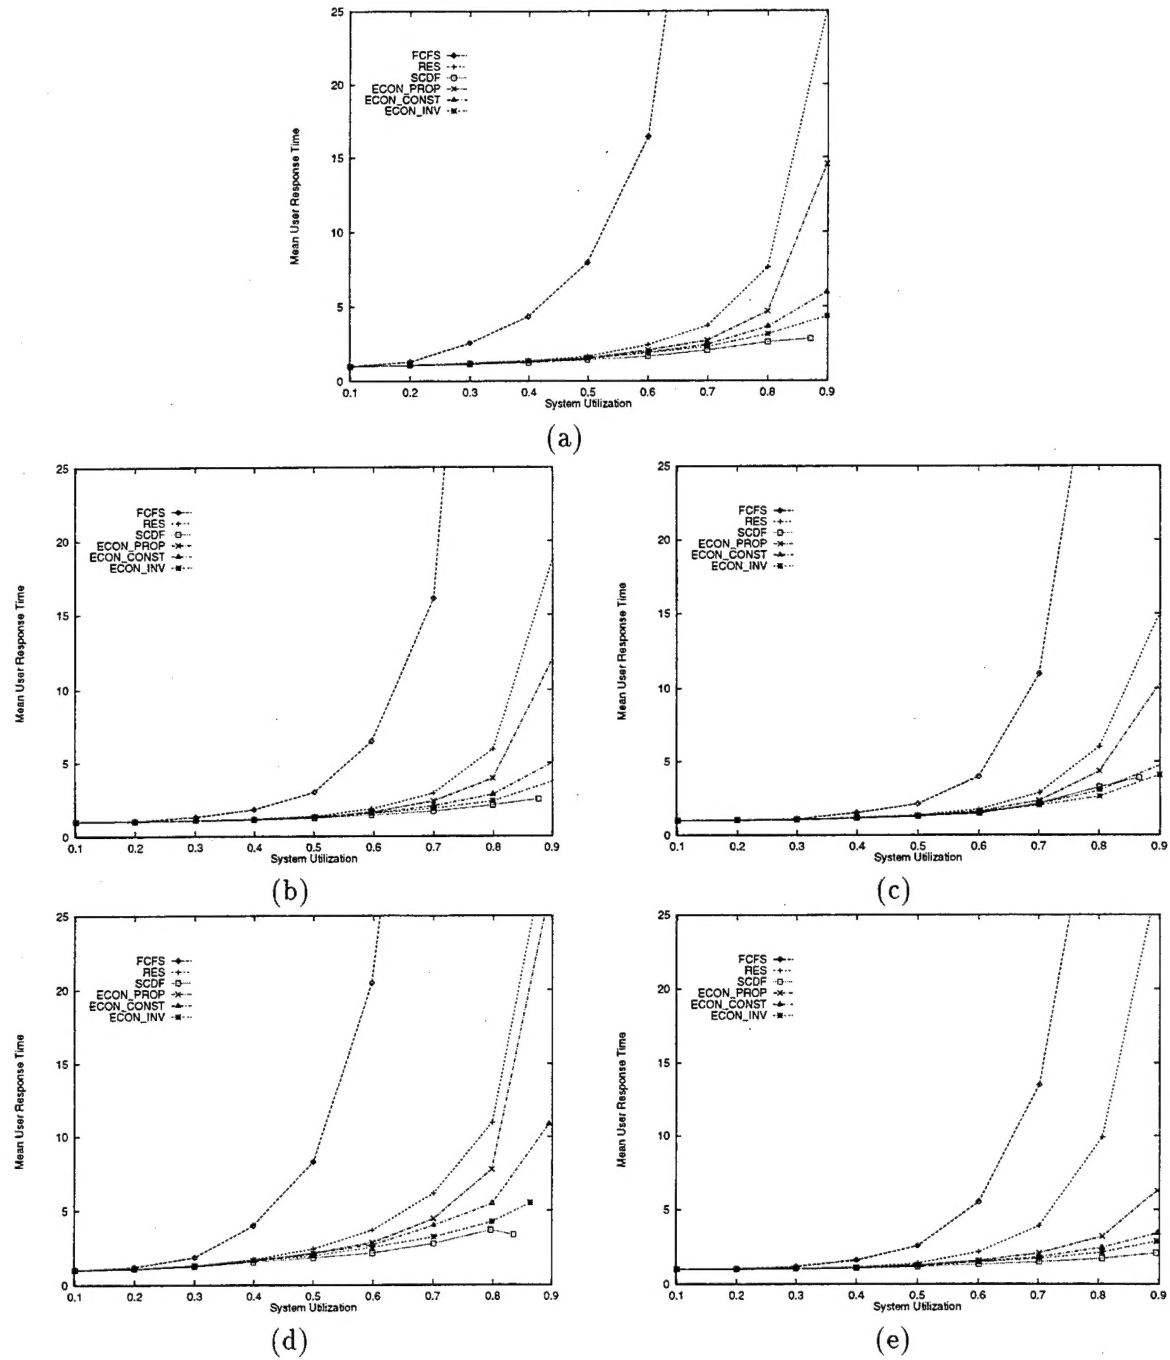 25
20
15
10
5
0
Mean User Response Time
FCFS
RES
SCDF
ECON_PROP
ECON_CONST
ECON_INV
0.1 0.2 0.3 0.4 0.5 0.6 0.7 0.8 0.9
System Utilization
(a)
25
20
15
10
5
0
Mean User Response Time
FCFS
RES
SCDF
ECON_PROP
ECON_CONST
ECON_INV
0.1 0.2 0.3 0.4 0.5 0.6 0.7 0.8 0.9
System Utilization
(b)
25
20
15
10
5
0
Mean User Response Time
FCFS
RES
SCDF
ECON_PROP
ECON_CONST
ECON_INV
0.1 0.2 0.3 0.4 0.5 0.6 0.7 0.8 0.9
System Utilization
(c)
25
20
15
10
5
0
Mean User Response Time
FCFS
RES
SCDF
ECON_PROP
ECON_CONST
ECON_INV
0.1 0.2 0.3 0.4 0.5 0.6 0.7 0.8 0.9
System Utilization
(d)
25
20
15
10
5
0
Mean User Response Time
FCFS
RES
SCDF
ECON_PROP
ECON_CONST
ECON_INV
0.1 0.2 0.3 0.4 0.5 0.6 0.7 0.8 0.9
System Utilization
(e)